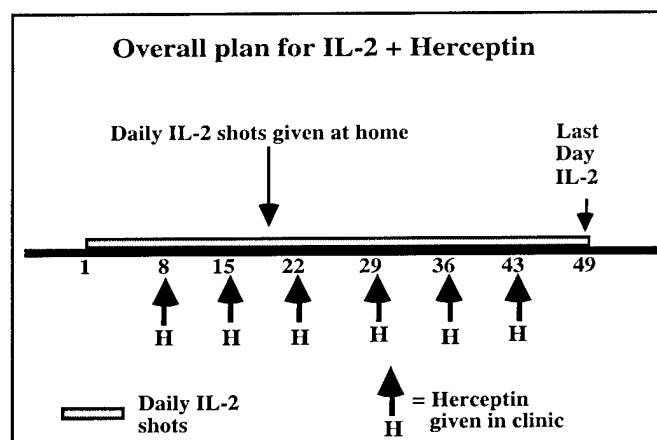 Overall plan for IL-2 + Herceptin
Daily IL-2 shots given at home
Last
Day
IL-2
1 8 15 22 29 36 43 49
H H H H H H
Daily IL-2
shots
= Herceptin
given in clinic
H